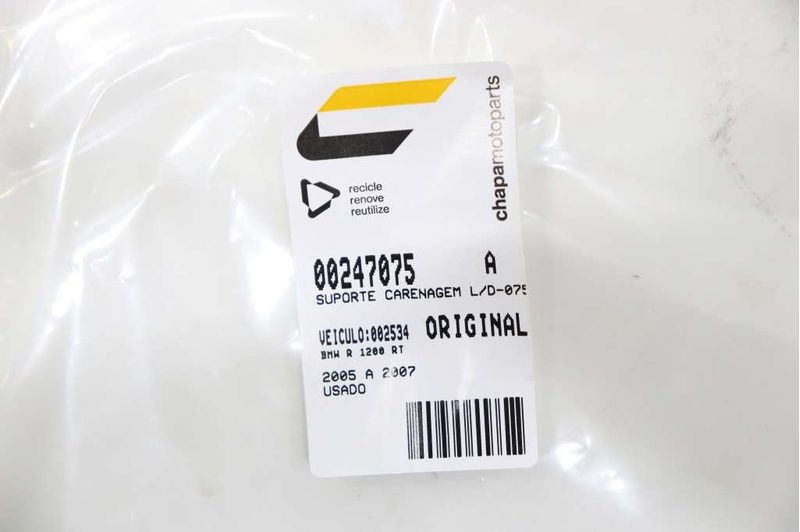 chapamotoparts
recicle
renove
reutilize
00247075 A
SUPORTE CARENAGEM L/D-075
VEICULO:002534 ORIGINAL
BMW R 1200 RT
2005 A 2007
USADO